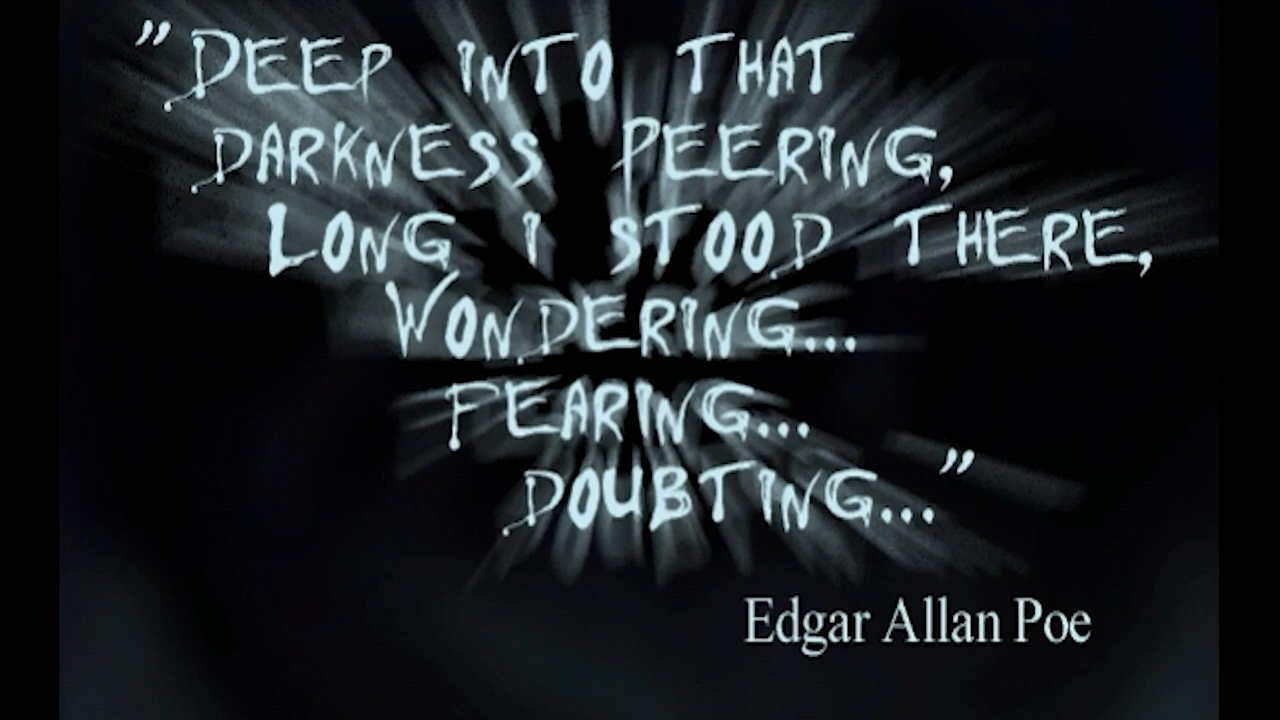 "DEEP INTO THAT
DARKNESS PEERING,
LONG I STOOD THERE,
WONDERING...
FEARING...
DOUBTING..."
Edgar Allan Poe